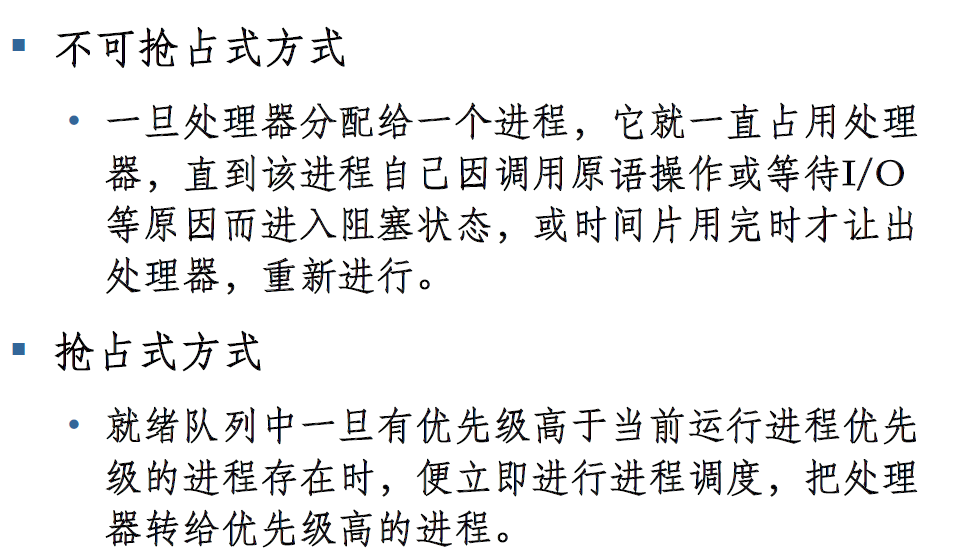 不可抢占式方式
一旦处理器分配给一个进程，它就一直占用处理
器，直到该进程自己因调用原语操作或等待I/O
等原因而进入阻塞状态，或时间片用完时才让出
处理器，重新进行。
抢占式方式
就绪队列中一旦有优先级高于当前运行进程优先
级的进程存在时，便立即进行进程调度，把处理
器转给优先级高的进程。